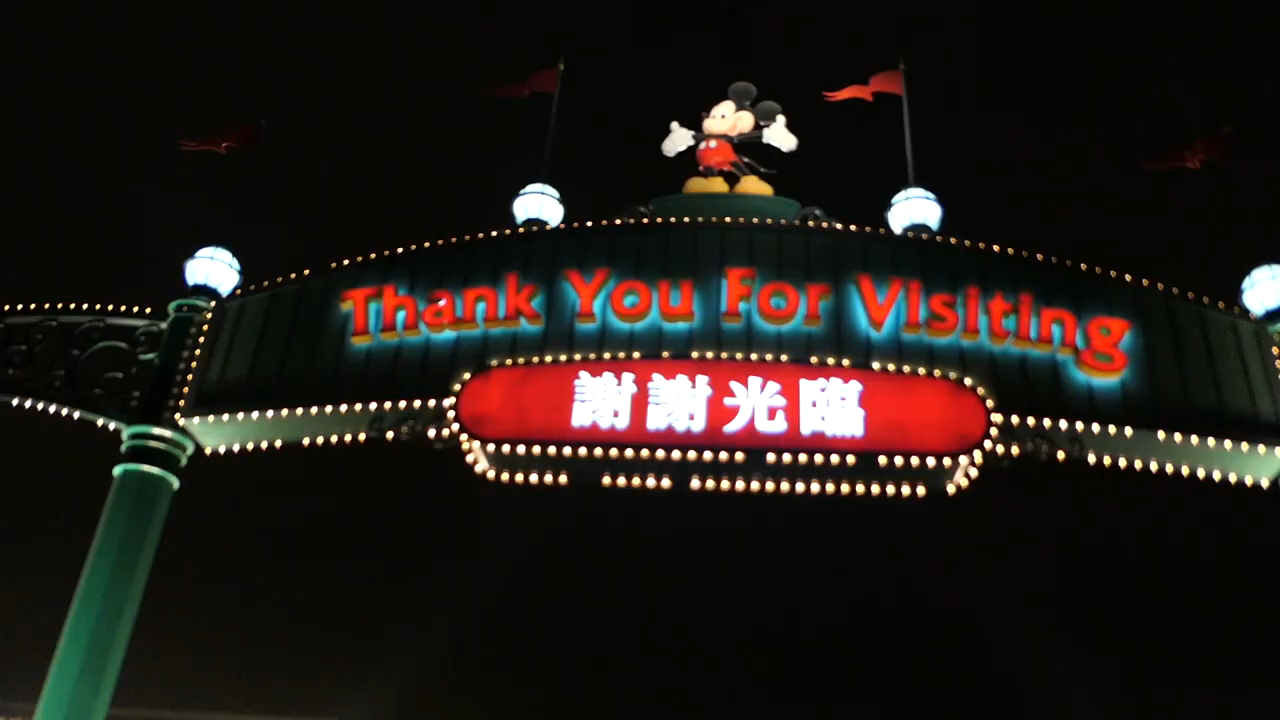 Thank You For Visiting
謝謝光臨